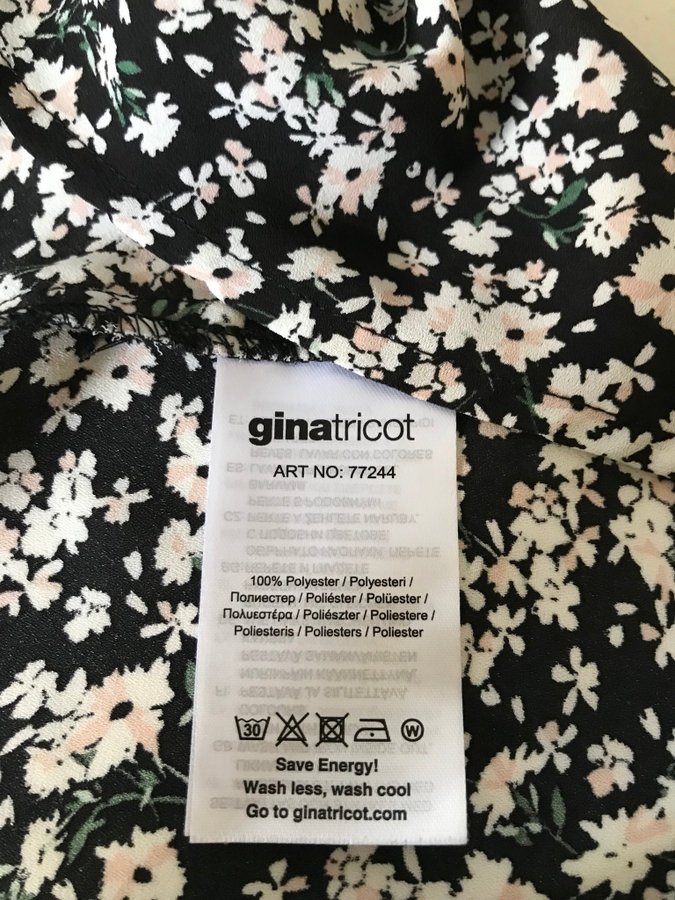 ginatricot
ART NO: 77244
100% Polyester / Polyesteri /
Полиестер / Poliéster / Polüester /
Πολυεστέρα / Poliészter / Poliestere /
Poliesteris / Poliesters / Poliester
30 W
Save Energy!
Wash less, wash cool
Go to ginatricot.com